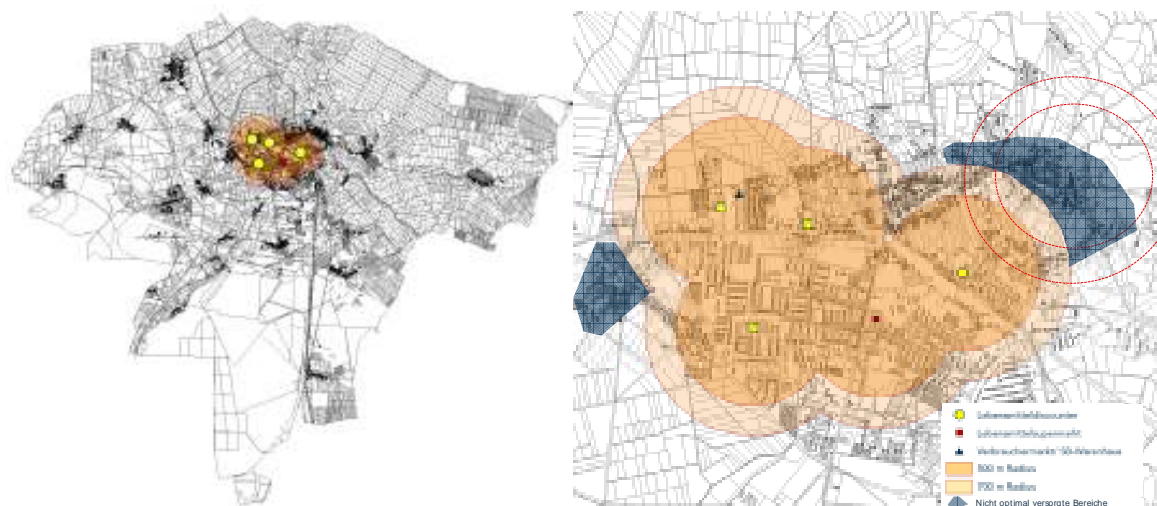 Lebensmitteldiscounter
Lebensmittelsupermarkt
Verbrauchermarkt/ SB-Warenhaus
500 m Radius
700 m Radius
Nicht optimal versorgte Bereiche